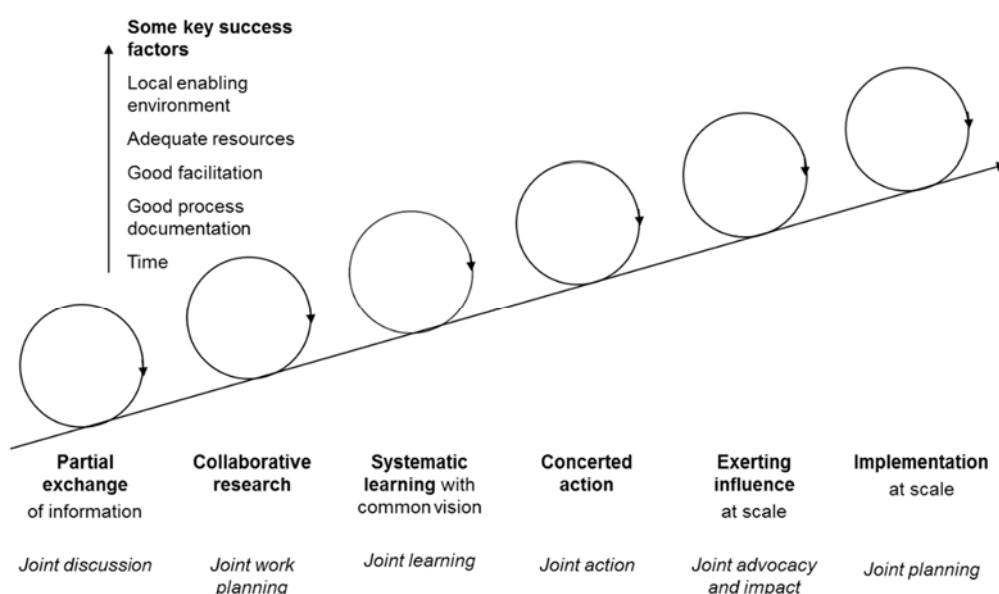 Some key success
factors
Local enabling
environment
Adequate resources
Good facilitation
Good process
documentation
Time
Partial
exchange
of information
Collaborative
research
Systematic
learning with
common vision
Concerted
action
Exerting
influence
at scale
Implementation
at scale
Joint discussion
Joint work
planning
Joint learning
Joint action
Joint advocacy
and impact
Joint planning